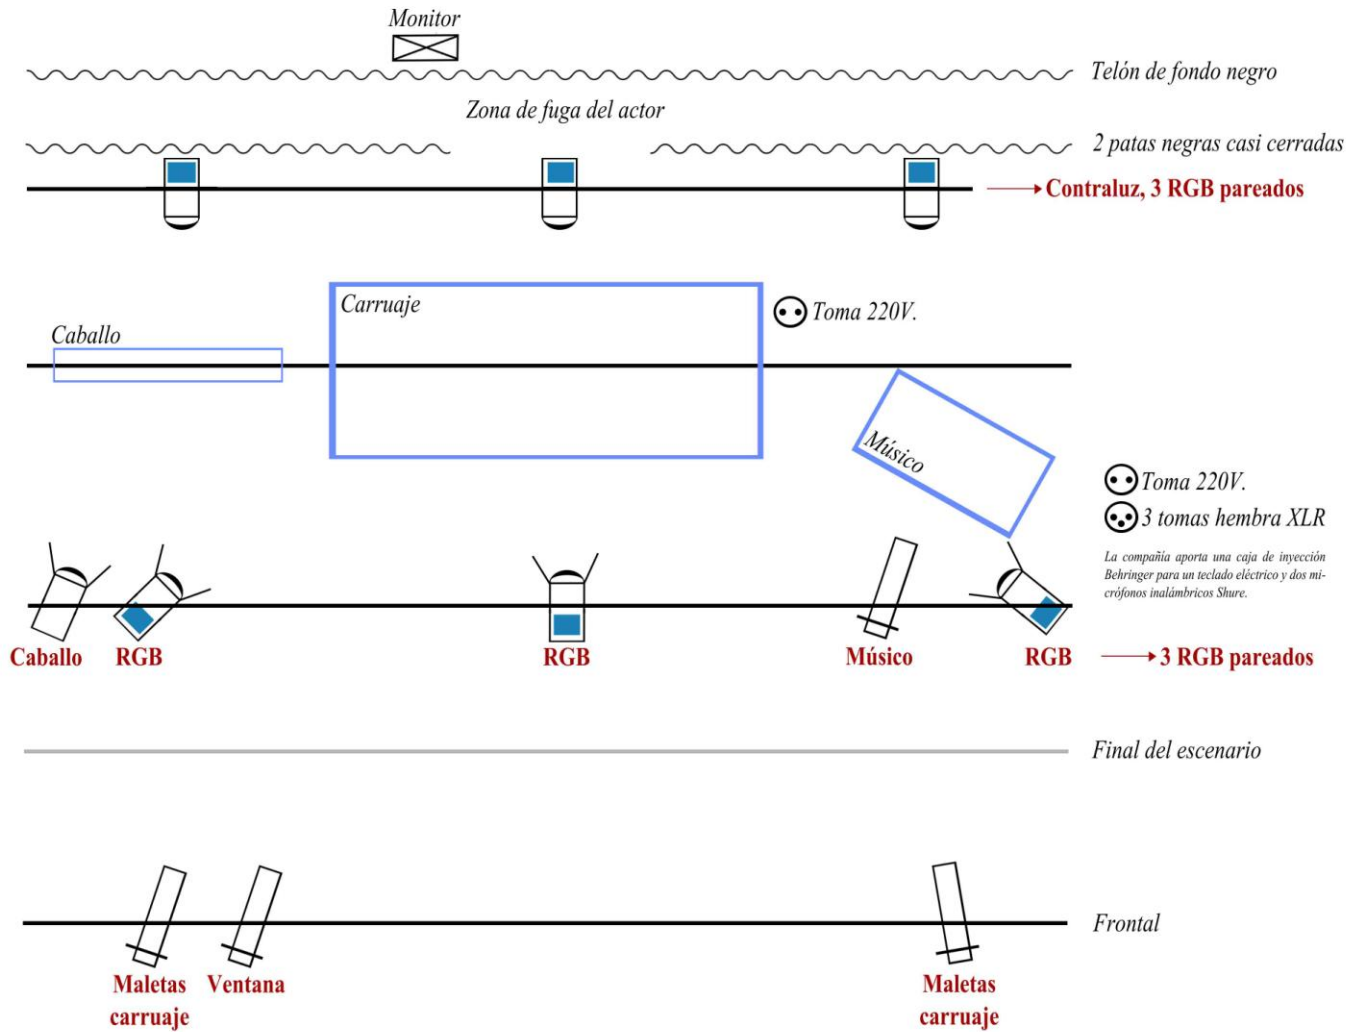 Monitor
Telón de fondo negro
Zona de fuga del actor
2 patas negras casi cerradas
Contraluz, 3 RGB pareados
Carruaje
Toma 220V.
Caballo
Músico
Toma 220V.
3 tomas hembra XLR
La compañía aporta una caja de inyección
Behringer para un teclado eléctrico y dos mi-
crófonos inalámbricos Shure.
Caballo
RGB
RGB
Músico
RGB
3 RGB pareados
Final del escenario
Frontal
Maletas
carruaje
Ventana
Maletas
carruaje